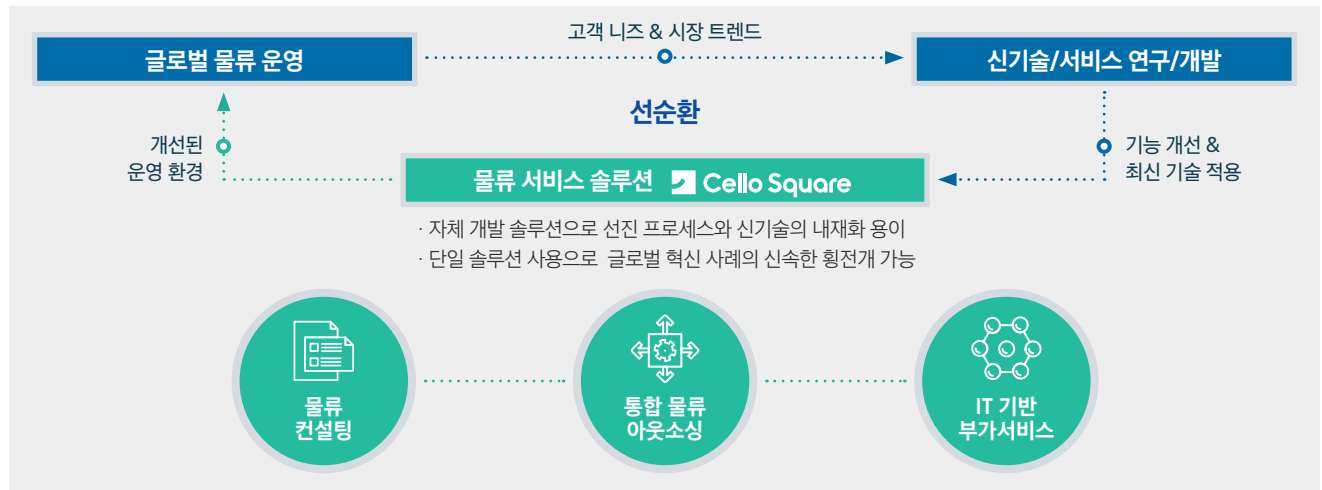 고객 니즈 & 시장 트렌드
글로벌 물류 운영
신기술/서비스 연구/개발
선순환
개선된
운영 환경
기능 개선 &
최신 기술 적용
물류 서비스 솔루션 Cello Square
· 자체 개발 솔루션으로 선진 프로세스와 신기술의 내재화 용이
· 단일 솔루션 사용으로 글로벌 혁신 사례의 신속한 횡전개 가능
물류
컨설팅
통합 물류
아웃소싱
IT 기반
부가서비스